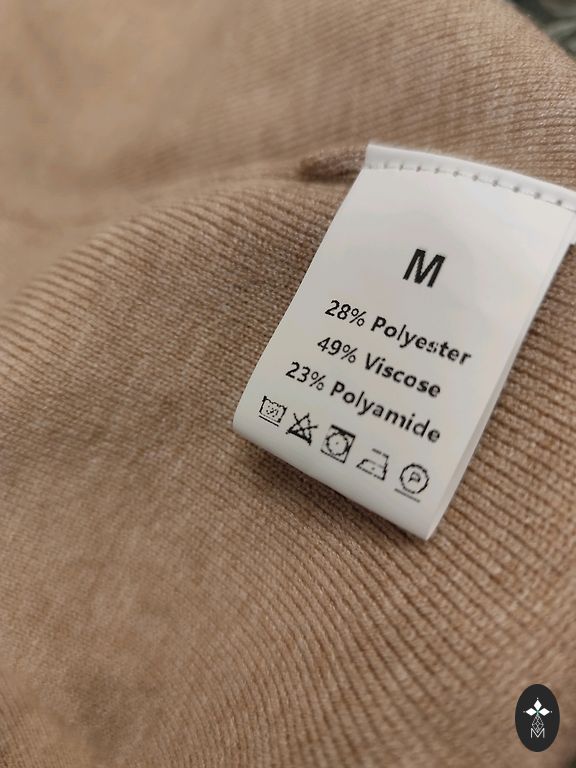 M
28% Polyester
49% Viscose
23% Polyamide
P
M